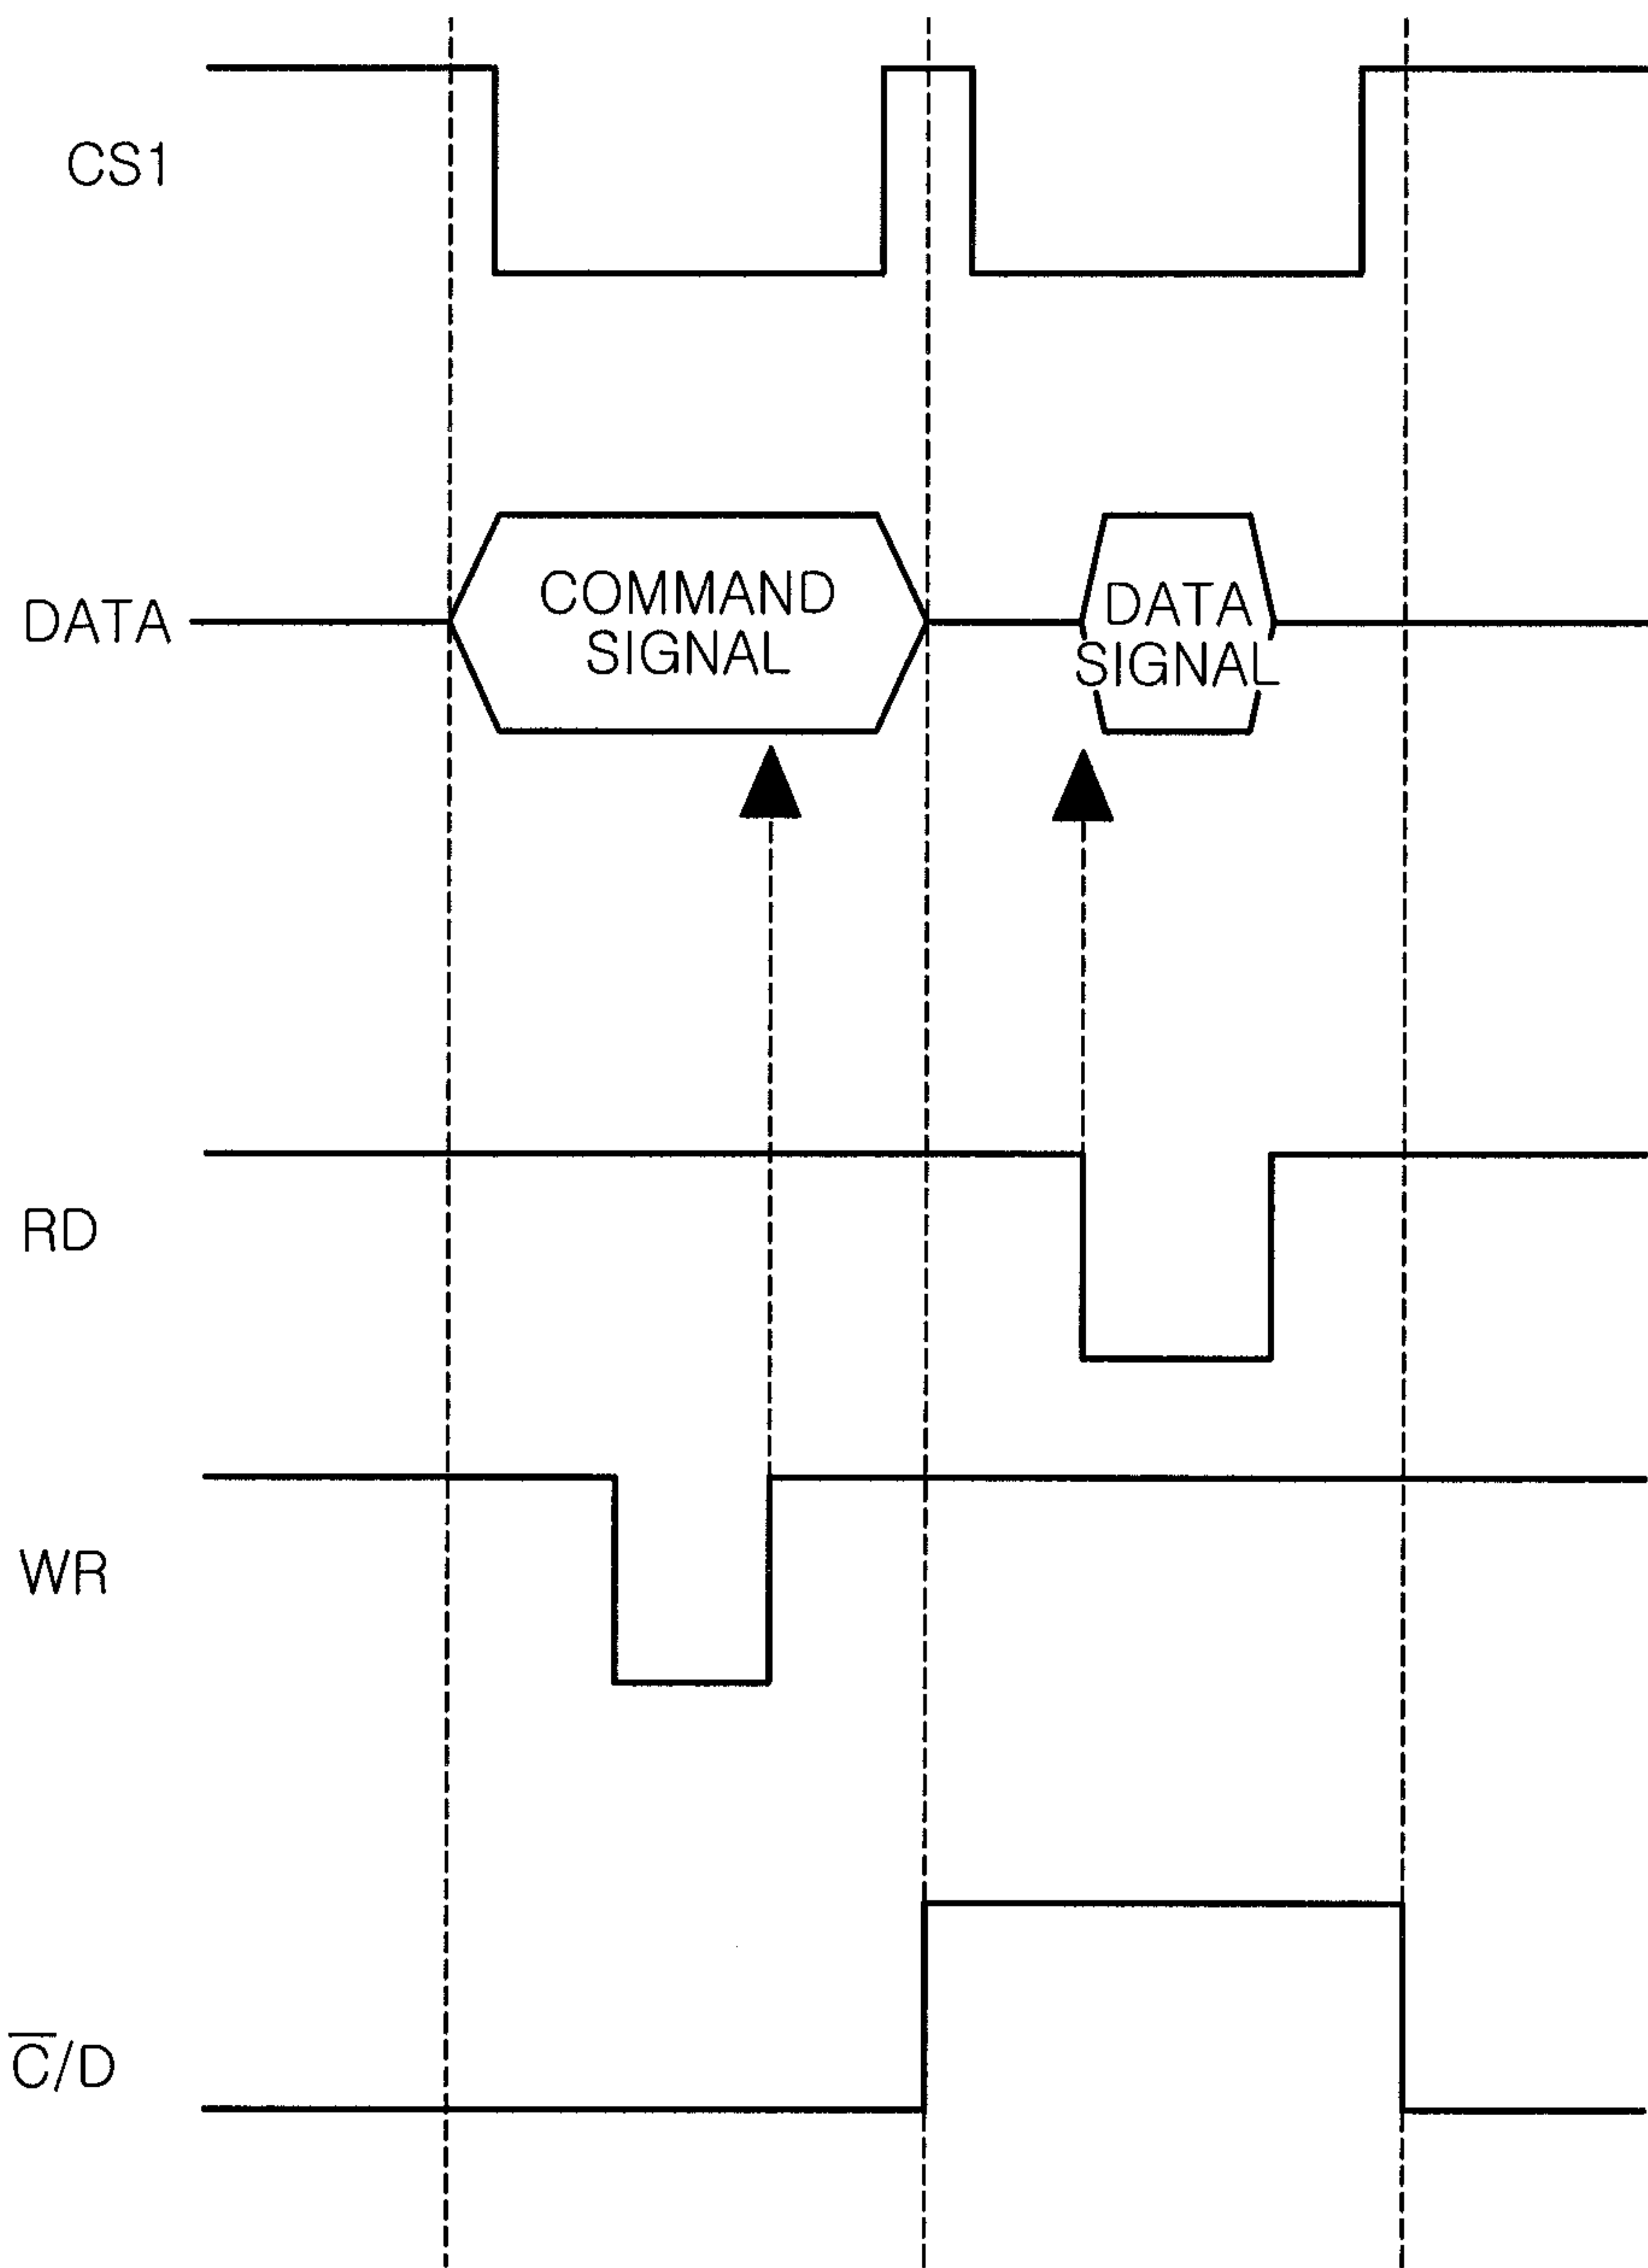 CS1
DATA
COMMAND
SIGNAL
DATA
SIGNAL
RD
WR
C̅/D